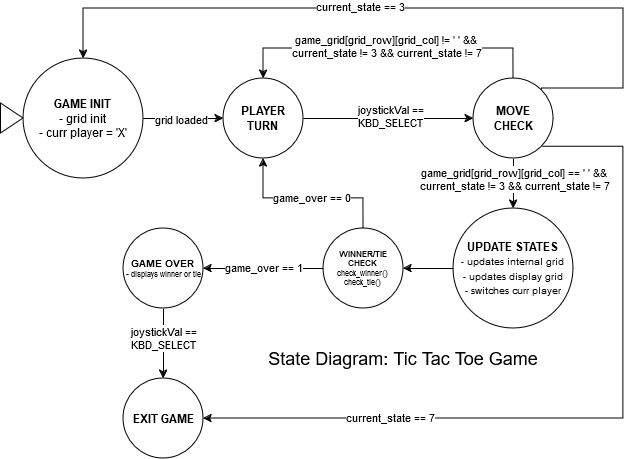 current_state == 3
game_grid[grid_row][grid_col] != ' ' &&
current_state != 3 && current_state != 7
GAME INIT
- grid init
- curr player = 'X'
grid loaded
PLAYER
TURN
joystickVal ==
KBD_SELECT
MOVE
CHECK
game_grid[grid_row][grid_col] == ' ' &&
current_state != 3 && current_state != 7
game_over == 0
UPDATE STATES
- updates internal grid
- updates display grid
- switches curr player
WINNER/TIE
CHECK
check_winner()
check_tie()
game_over == 1
GAME OVER
- displays winner or tie
joystickVal ==
KBD_SELECT
State Diagram: Tic Tac Toe Game
EXIT GAME
current_state == 7